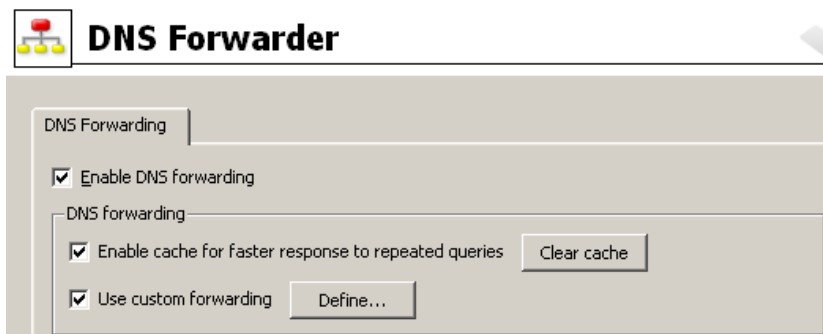 DNS Forwarder
DNS Forwarding
Enable DNS forwarding
DNS forwarding
Enable cache for faster response to repeated queries Clear cache
Use custom forwarding Define...